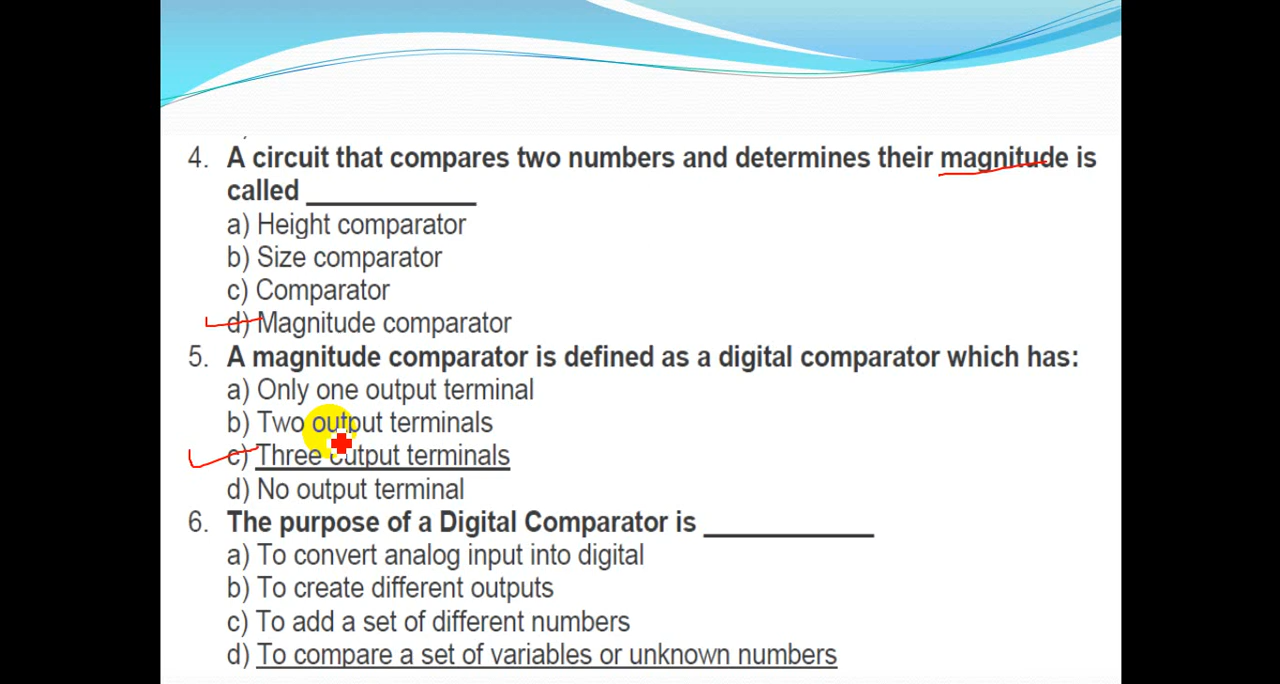 4. A circuit that compares two numbers and determines their magnitude is
called ____________
a) Height comparator
b) Size comparator
c) Comparator
d) Magnitude comparator
5. A magnitude comparator is defined as a digital comparator which has:
a) Only one output terminal
b) Two output terminals
c) Three output terminals
d) No output terminal
6. The purpose of a Digital Comparator is ____________
a) To convert analog input into digital
b) To create different outputs
c) To add a set of different numbers
d) To compare a set of variables or unknown numbers